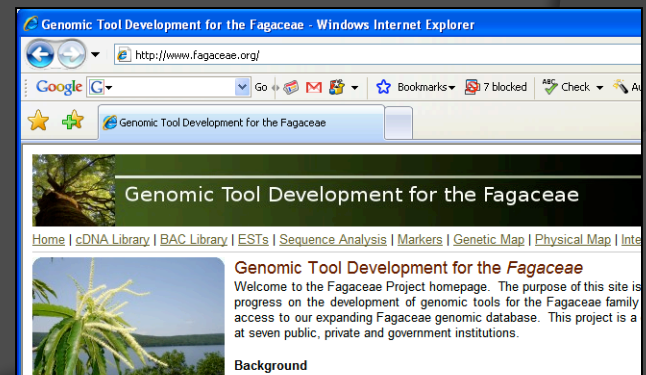 Genomic Tool Development for the Fagaceae - Windows Internet Explorer
http://www.fagaceae.org/
Google G Go Bookmarks 7 blocked ABC Check Au
Genomic Tool Development for the Fagaceae
Genomic Tool Development for the Fagaceae
Home | cDNA Library | BAC Library | ESTs | Sequence Analysis | Markers | Genetic Map | Physical Map | Inte
Genomic Tool Development for the Fagaceae
Welcome to the Fagaceae Project homepage. The purpose of this site is
progress on the development of genomic tools for the Fagaceae family
access to our expanding Fagaceae genomic database. This project is a
at seven public, private and government institutions.
Background